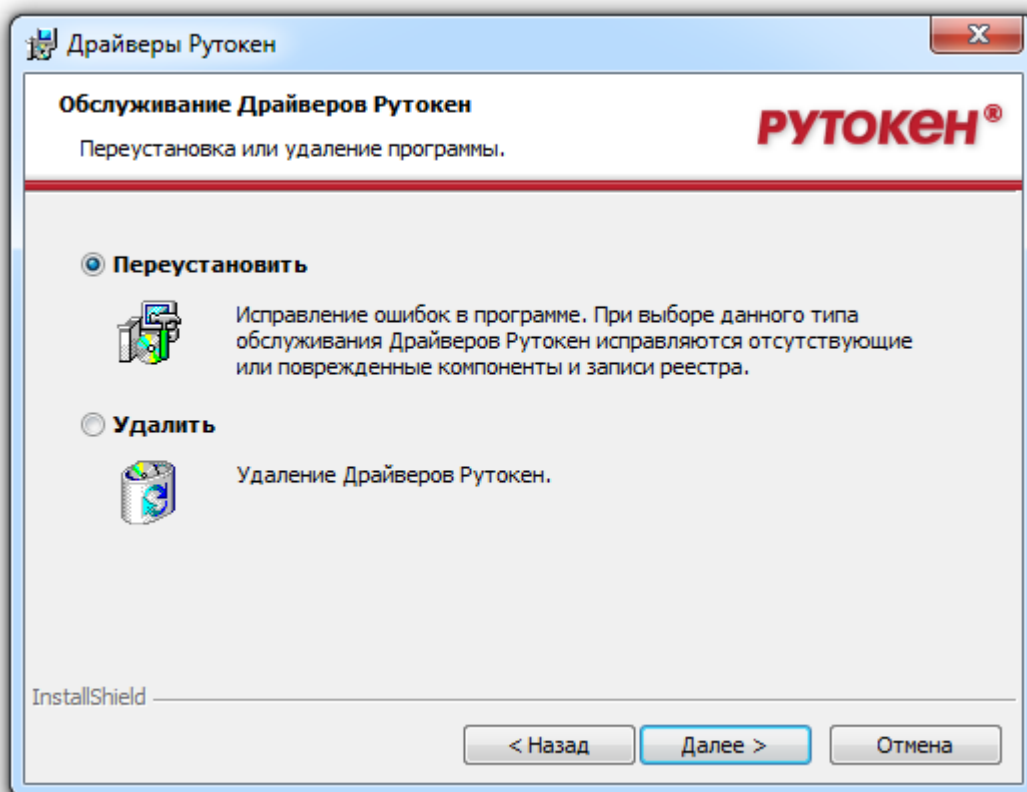 Драйверы Рутокен
Обслуживание Драйверов Рутокен
Переустановка или удаление программы.
РУТОКЕН®
Переустановить
Исправление ошибок в программе. При выборе данного типа
обслуживания Драйверов Рутокен исправляются отсутствующие
или поврежденные компоненты и записи реестра.
Удалить
Удаление Драйверов Рутокен.
InstallShield
< Назад
Далее >
Отмена